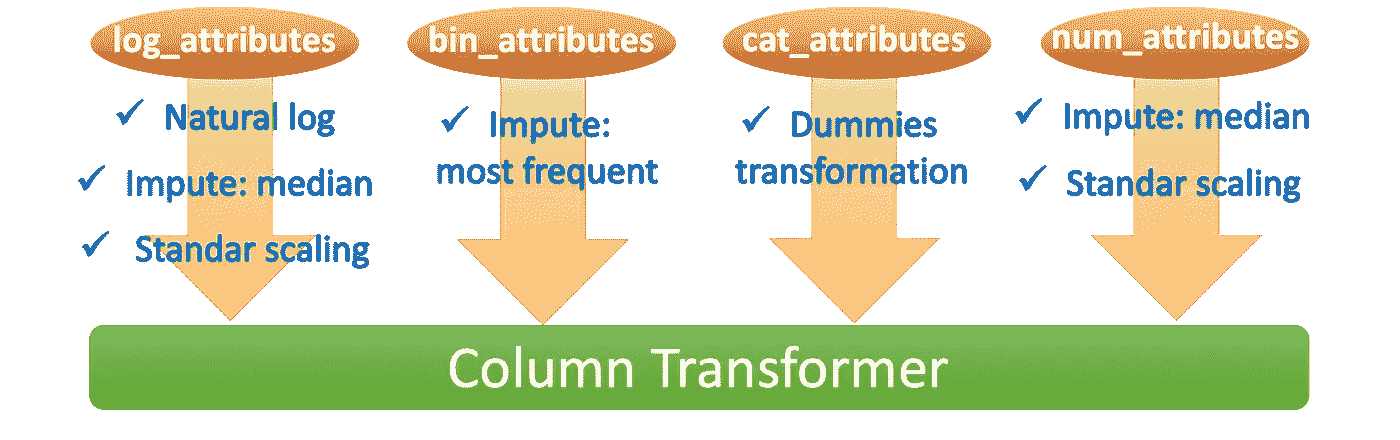 log_attributes
Natural log
Impute: median
Standar scaling
bin_attributes
Impute:
most frequent
cat_attributes
Dummies
transformation
num_attributes
Impute: median
Standar scaling
Column Transformer